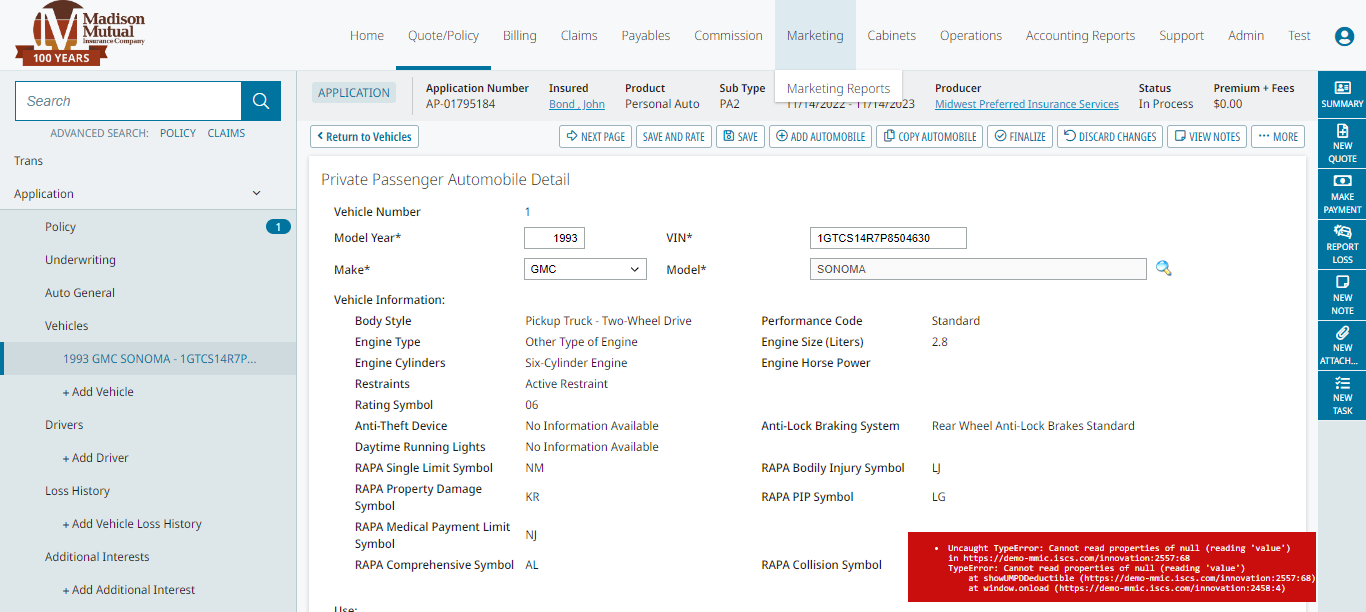 Madison
Mutual
Insurance Company
100 YEARS
Home Quote/Policy Billing Claims Payables Commission Marketing Cabinets Operations Accounting Reports Support Admin Test
Marketing Reports
Search
ADVANCED SEARCH: POLICY CLAIMS
Trans
Application
Policy 1
Underwriting
Auto General
Vehicles
1993 GMC SONOMA - 1GTCS14R7P...
+ Add Vehicle
Drivers
+ Add Driver
Loss History
+ Add Vehicle Loss History
Additional Interests
+ Add Additional Interest
APPLICATION
Application Number Insured Product Sub Type Producer Status Premium + Fees
AP-01795184 Bond , John Personal Auto PA2 11/14/2022 - 11/14/2023 Midwest Preferred Insurance Services In Process $0.00
Return to Vehicles NEXT PAGE SAVE AND RATE SAVE ADD AUTOMOBILE COPY AUTOMOBILE FINALIZE DISCARD CHANGES VIEW NOTES ... MORE
Private Passenger Automobile Detail
Vehicle Number 1
Model Year* 1993 VIN* 1GTCS14R7P8504630
Make* GMC Model* SONOMA
Vehicle Information:
Body Style Pickup Truck - Two-Wheel Drive Performance Code Standard
Engine Type Other Type of Engine Engine Size (Liters) 2.8
Engine Cylinders Six-Cylinder Engine Engine Horse Power
Restraints Active Restraint
Rating Symbol 06
Anti-Theft Device No Information Available Anti-Lock Braking System Rear Wheel Anti-Lock Brakes Standard
Daytime Running Lights No Information Available
RAPA Single Limit Symbol NM RAPA Bodily Injury Symbol LJ
RAPA Property Damage
Symbol KR RAPA PIP Symbol LG
RAPA Medical Payment Limit
Symbol NJ
RAPA Comprehensive Symbol AL RAPA Collision Symbol
Use:
• Uncaught TypeError: Cannot read properties of null (reading 'value')
in https://demo-mmic.iscs.com/innovation:2557:68
TypeError: Cannot read properties of null (reading 'value')
at showUMPDDeductible (https://demo-mmic.iscs.com/innovation:2557:68)
at window.onload (https://demo-mmic.iscs.com/innovation:2458:4)
SUMMARY
NEW
QUOTE
MAKE
PAYMENT
REPORT
LOSS
NEW
NOTE
NEW
ATTACH...
NEW
TASK